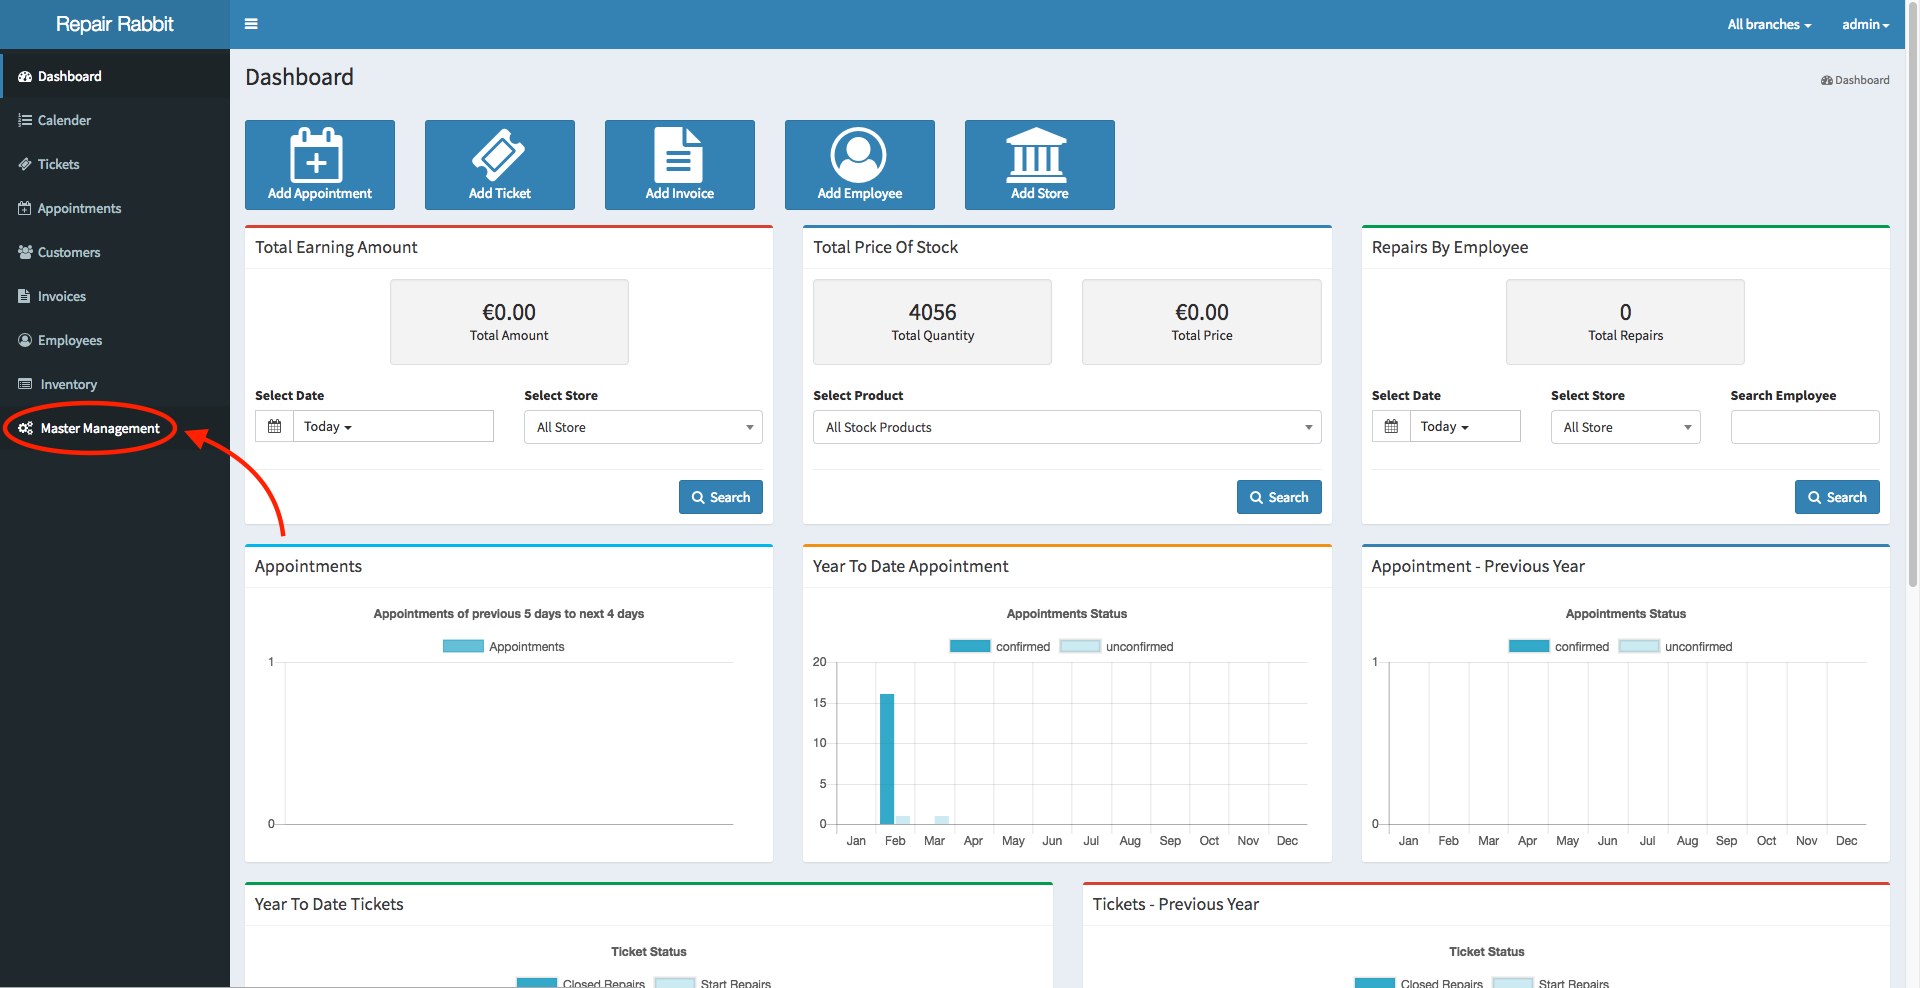 Repair Rabbit
All branches
admin
Dashboard
Calender
Tickets
Appointments
Customers
Invoices
Employees
Inventory
Master Management
Dashboard
Dashboard
Add Appointment
Add Ticket
Add Invoice
Add Employee
Add Store
Total Earning Amount
€0.00
Total Amount
Select Date
Today
Select Store
All Store
Search
Total Price Of Stock
4056
Total Quantity
€0.00
Total Price
Select Product
All Stock Products
Search
Repairs By Employee
0
Total Repairs
Select Date
Today
Select Store
All Store
Search Employee
Search
Appointments
Appointments of previous 5 days to next 4 days
Appointments
1
0
Year To Date Appointment
Appointments Status
confirmed unconfirmed
20
15
10
5
0
Jan Feb Mar Apr May Jun Jul Aug Sep Oct Nov Dec
Appointment - Previous Year
Appointments Status
confirmed unconfirmed
1
0
Jan Feb Mar Apr May Jun Jul Aug Sep Oct Nov Dec
Year To Date Tickets
Ticket Status
Closed Repairs Start Repairs
Tickets - Previous Year
Ticket Status
Closed Repairs Start Repairs